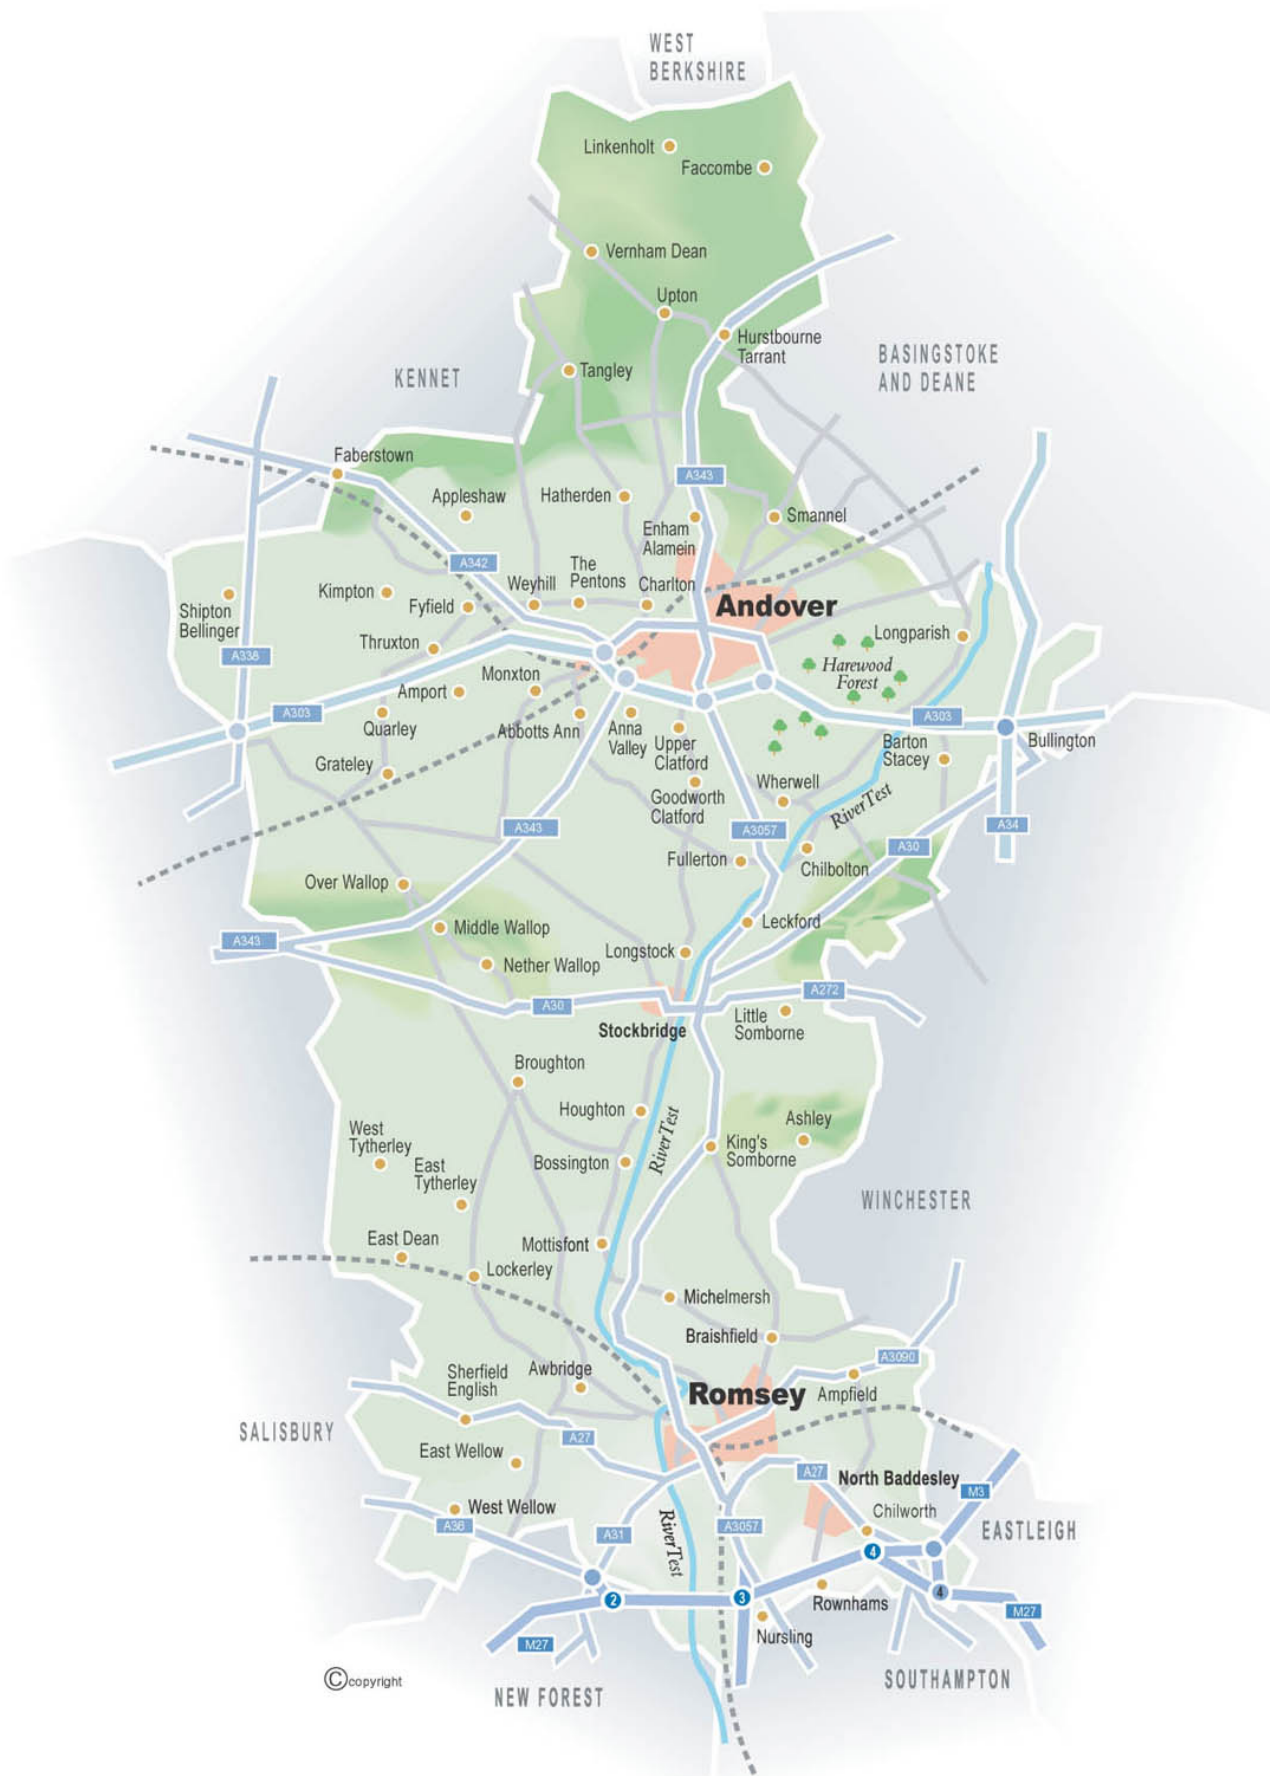 WEST
BERKSHIRE
Linkenholt
Faccombe
Vernham Dean
Upton
Hurstbourne
Tarrant
BASINGSTOKE
AND DEANE
KENNET
Tangley
Faberstown
A343
Appleshaw
Hatherden
Enham
Alamein
Smannel
A342
The
Pentons
Weyhill
Charlton
Kimpton
Fyfield
Andover
Shipton
Bellinger
Thruxton
Longparish
A338
Harewood
Forest
Monxton
Amport
A303
A303
Quarley
Abbotts Ann
Anna
Valley
Upper
Clatford
Barton
Stacey
Bullington
Grateley
Wherwell
Goodworth
Clatford
RiverTest
A343
A3057
A34
A30
Fullerton
Chilbolton
Over Wallop
Middle Wallop
Leckford
A343
Nether Wallop
Longstock
A272
A30
Little
Somborne
Stockbridge
Broughton
Houghton
RiverTest
Ashley
West
Tytherley
King's
Somborne
East
Tytherley
Bossington
WINCHESTER
East Dean
Mottisfont
Lockerley
Michelmersh
Braishfield
A3090
Sherfield
English
Awbridge
Romsey
Ampfield
SALISBURY
A27
East Wellow
A27
North Baddesley
M3
West Wellow
Chilworth
A36
A31
RiverTest
A3057
EASTLEIGH
4
4
2
3
Rownhams
M27
Nursling
M27
©copyright
NEW FOREST
SOUTHAMPTON